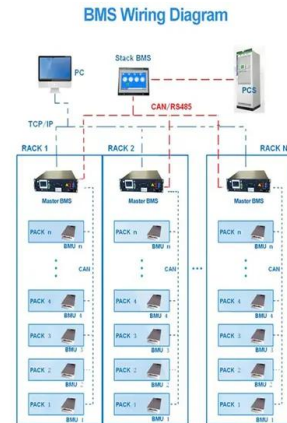 BMS Wiring Diagram
Stack BMS
PC
PCS
CAN/RS485
TCP/IP
RACK 1
RACK 2
RACK N
Master BMS
Master BMS
Master BMS
PACK n
PACK n
PACK n
BMU n
BMU n
BMU n
CAN
CAN
CAN
PACK 4
PACK 4
PACK 4
BMU 4
BMU 4
BMU 4
PACK 3
PACK 3
PACK 3
BMU 3
BMU 3
BMU 3
PACK 2
PACK 2
PACK 2
BMU 2
BMU 2
BMU 2
PACK 1
PACK 1
PACK 1
BMU 1
BMU 1
BMU 1